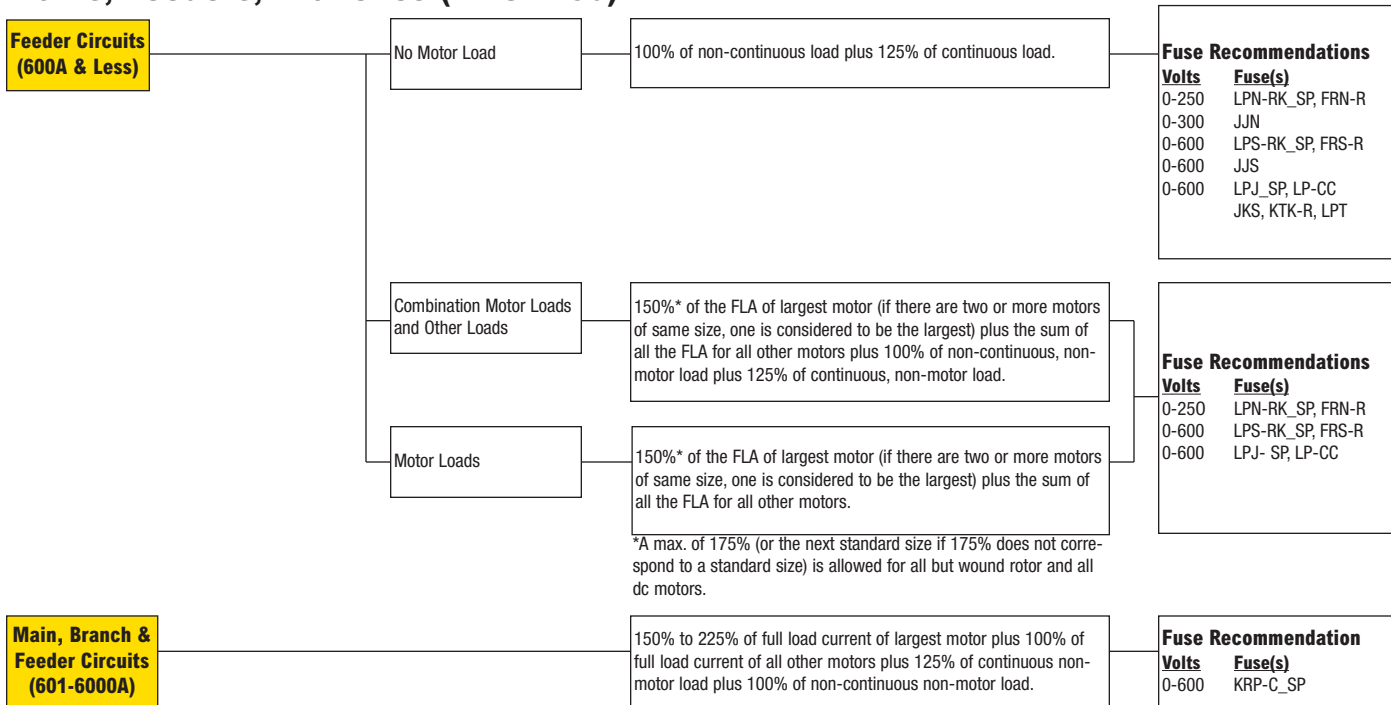 Feeder Circuits
(600A & Less)
No Motor Load
100% of non-continuous load plus 125% of continuous load.
Fuse Recommendations
Volts Fuse(s)
0-250 LPN-RK_SP, FRN-R
0-300 JJN
0-600 LPS-RK_SP, FRS-R
0-600 JJS
0-600 LPJ_SP, LP-CC
JKS, KTK-R, LPT
Combination Motor Loads
and Other Loads
150%* of the FLA of largest motor (if there are two or more motors
of same size, one is considered to be the largest) plus the sum of
all the FLA for all other motors plus 100% of non-continuous, non-
motor load plus 125% of continuous, non-motor load.
Motor Loads
150%* of the FLA of largest motor (if there are two or more motors
of same size, one is considered to be the largest) plus the sum of
all the FLA for all other motors.
*A max. of 175% (or the next standard size if 175% does not corre-
spond to a standard size) is allowed for all but wound rotor and all
dc motors.
Fuse Recommendations
Volts Fuse(s)
0-250 LPN-RK_SP, FRN-R
0-600 LPS-RK_SP, FRS-R
0-600 LPJ- SP, LP-CC
Main, Branch &
Feeder Circuits
(601-6000A)
150% to 225% of full load current of largest motor plus 100% of
full load current of all other motors plus 125% of continuous non-
motor load plus 100% of non-continuous non-motor load.
Fuse Recommendation
Volts Fuse(s)
0-600 KRP-C_SP